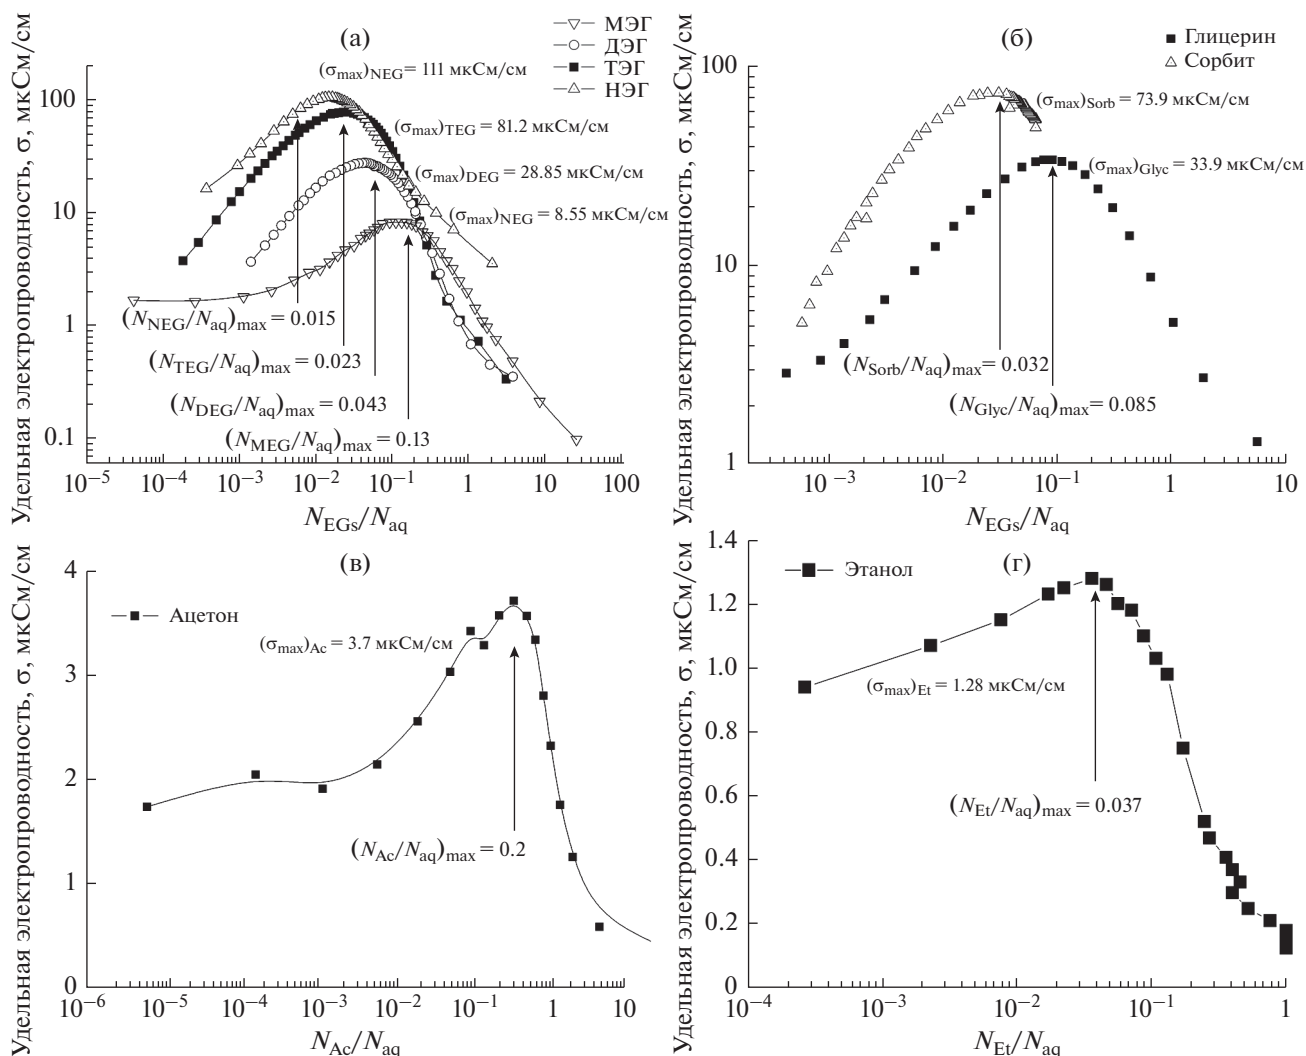 Удельная электропроводность, σ, мкСм/см
(а)
МЭГ
ДЭГ
ТЭГ
НЭГ
(σmax)NEG = 111 мкСм/см
(σmax)TEG = 81.2 мкСм/см
(σmax)DEG = 28.85 мкСм/см
(σmax)NEG = 8.55 мкСм/см
(NNEG/Naq)max = 0.015
(NTEG/Naq)max = 0.023
(NDEG/Naq)max = 0.043
(NMEG/Naq)max = 0.13
100
10
1
0.1
10−5 10−4 10−3 10−2 10−1 1 10 100
NEGs/Naq
Удельная электропроводность, σ, мкСм/см
(б)
Глицерин
Сорбит
(σmax)Sorb = 73.9 мкСм/см
(σmax)Glyc = 33.9 мкСм/см
(NSorb/Naq)max = 0.032
(NGlyc/Naq)max = 0.085
100
10
1
10−3 10−2 10−1 1 10
NEGs/Naq
Удельная электропроводность, σ, мкСм/см
(в)
Ацетон
(σmax)Ac = 3.7 мкСм/см
(NAc/Naq)max = 0.2
4
3
2
1
0
10−6 10−5 10−4 10−3 10−2 10−1 1 10
NAc/Naq
Удельная электропроводность, σ, мкСм/см
(г)
Этанол
(σmax)Et = 1.28 мкСм/см
(NEt/Naq)max = 0.037
1.4
1.2
1.0
0.8
0.6
0.4
0.2
0
10−4 10−3 10−2 10−1 1
NEt/Naq